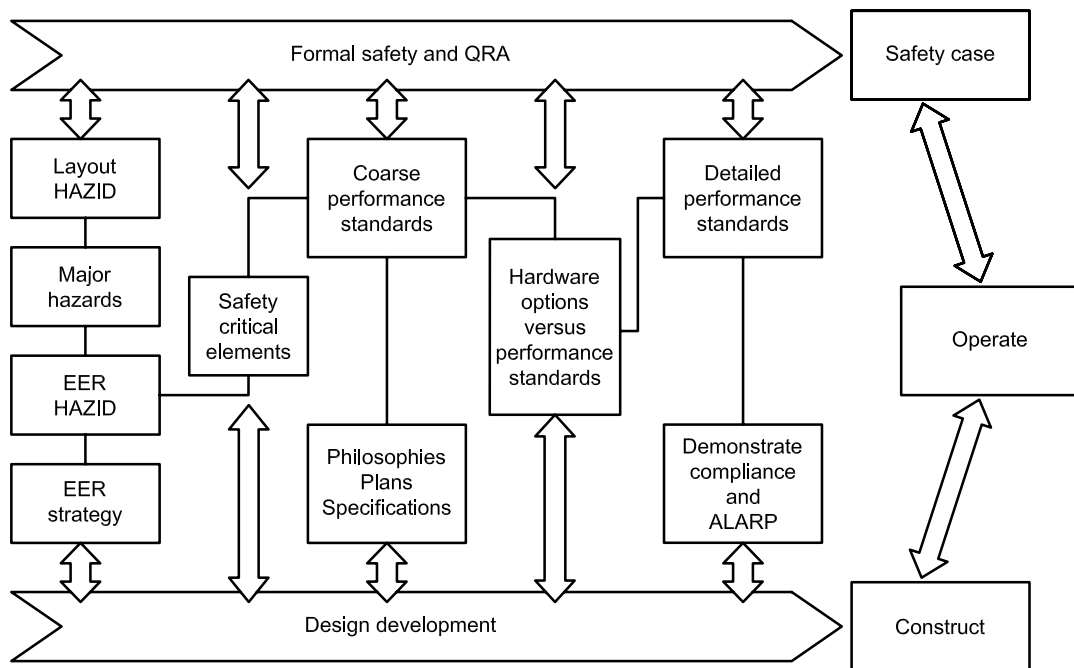 Formal safety and QRA
Safety case
Layout
HAZID
Coarse
performance
standards
Detailed
performance
standards
Major
hazards
Safety
critical
elements
Hardware
options
versus
performance
standards
Operate
EER
HAZID
EER
strategy
Philosophies
Plans
Specifications
Demonstrate
compliance
and
ALARP
Design development
Construct